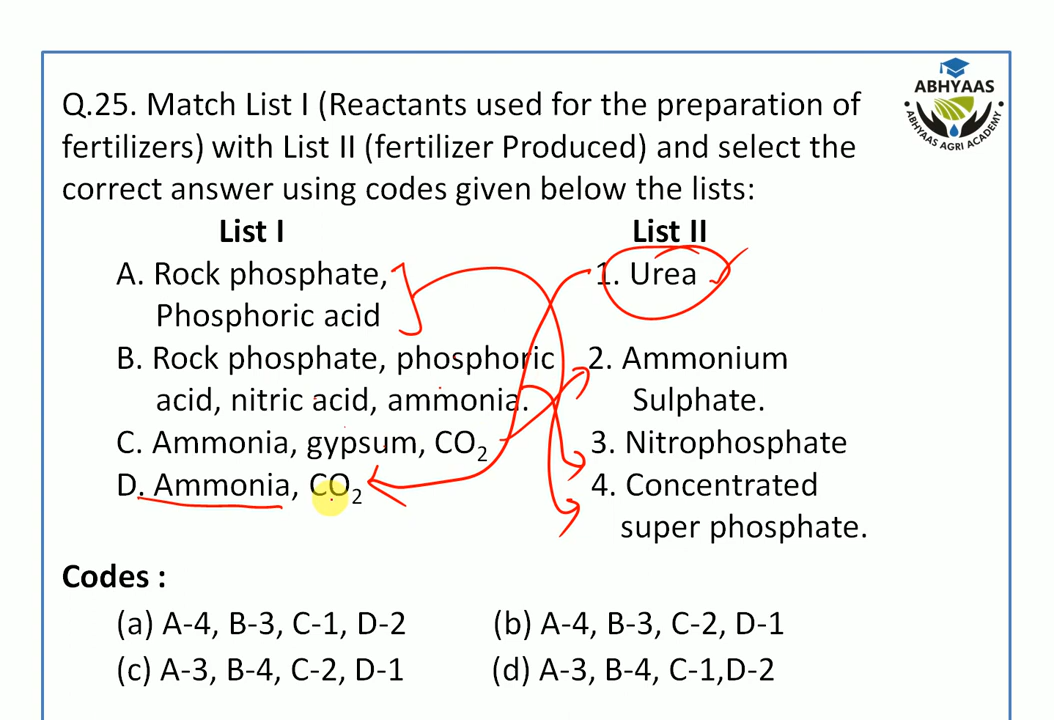 ABHYAAS
ABHYAAS AGRI ACADEMY
Q.25. Match List I (Reactants used for the preparation of
fertilizers) with List II (fertilizer Produced) and select the
correct answer using codes given below the lists:
List I List II
A. Rock phosphate, 1. Urea
Phosphoric acid
B. Rock phosphate, phosphoric 2. Ammonium
acid, nitric acid, ammonia. Sulphate.
C. Ammonia, gypsum, CO₂ 3. Nitrophosphate
D. Ammonia, CO₂ 4. Concentrated
super phosphate.
Codes :
(a) A-4, B-3, C-1, D-2 (b) A-4, B-3, C-2, D-1
(c) A-3, B-4, C-2, D-1 (d) A-3, B-4, C-1,D-2